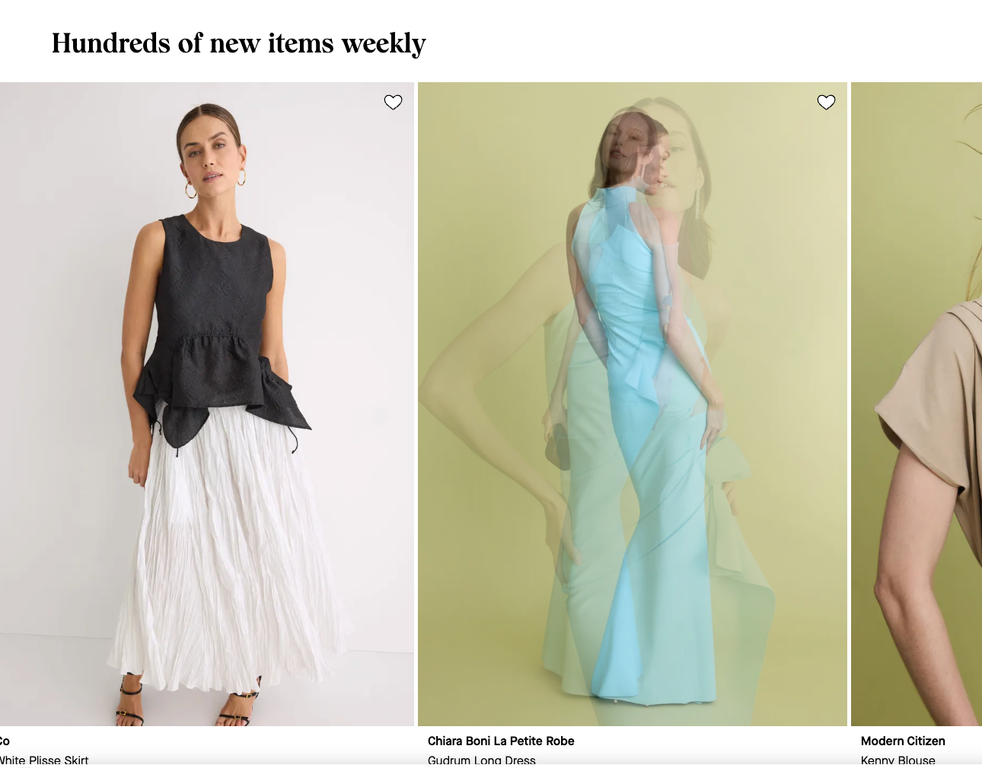 Hundreds of new items weekly
Co
White Plisse Skirt
Chiara Boni La Petite Robe
Gudrum Long Dress
Modern Citizen
Kenny Blouse